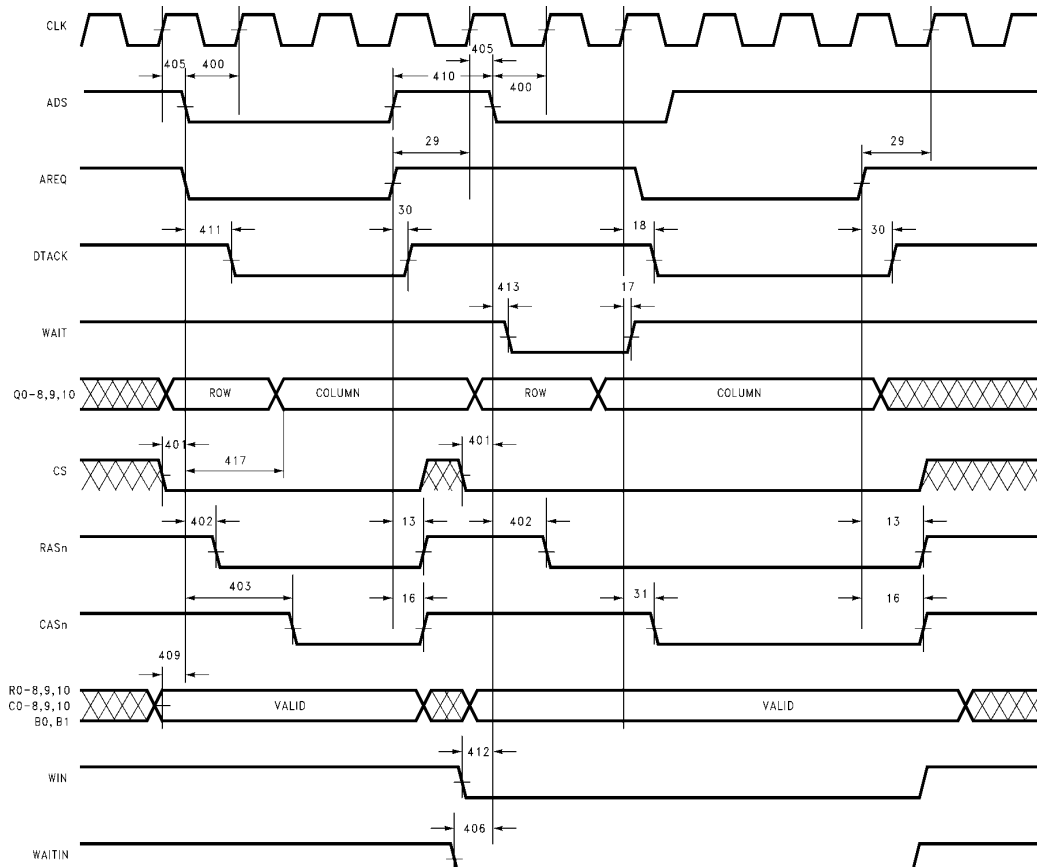 CLK
405 400 410 405 400
ADS
29 29
AREQ
411 30 18 30
DTACK
413 17
WAIT
Q0-8,9,10 ROW COLUMN ROW COLUMN
401 417 401
CS
402 13 402 13
RASn
403 16 31 16
CASn
409
R0-8,9,10
C0-8,9,10 VALID VALID
B0,B1
412
WIN
406
WAITIN